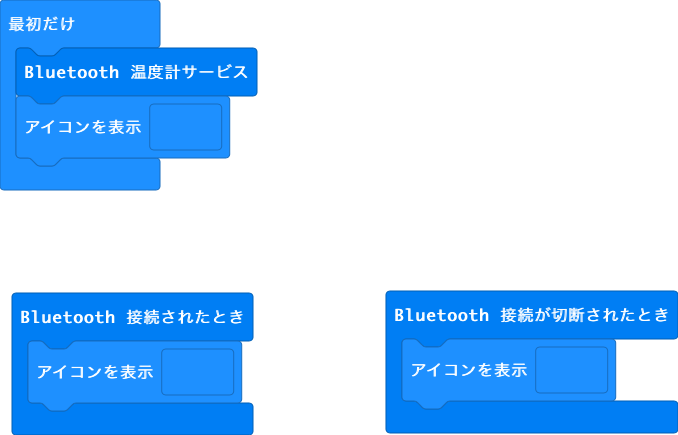 最初だけ
Bluetooth 温度計サービス
アイコンを表示
Bluetooth 接続されたとき
アイコンを表示
Bluetooth 接続が切断されたとき
アイコンを表示